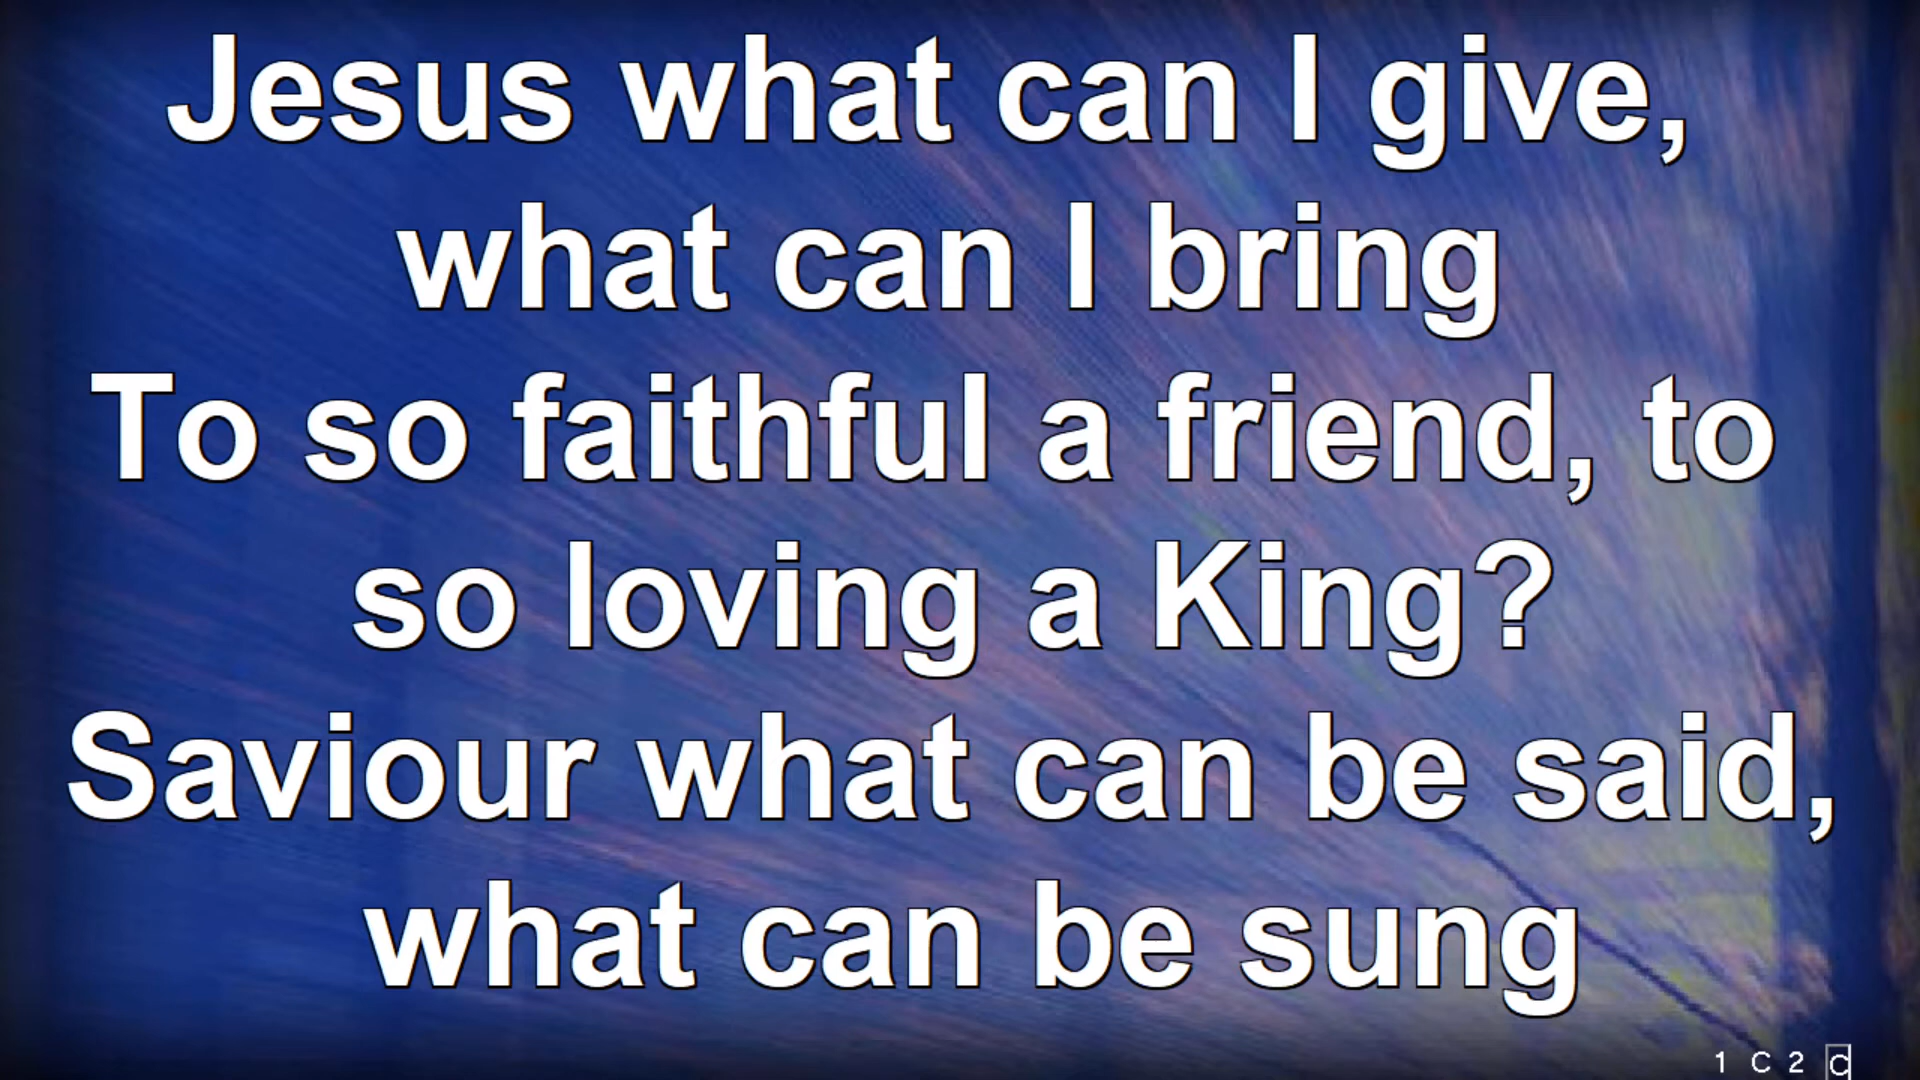 Jesus what can I give,
what can I bring
To so faithful a friend, to
so loving a King?
Saviour what can be said,
what can be sung
1 C 2 C